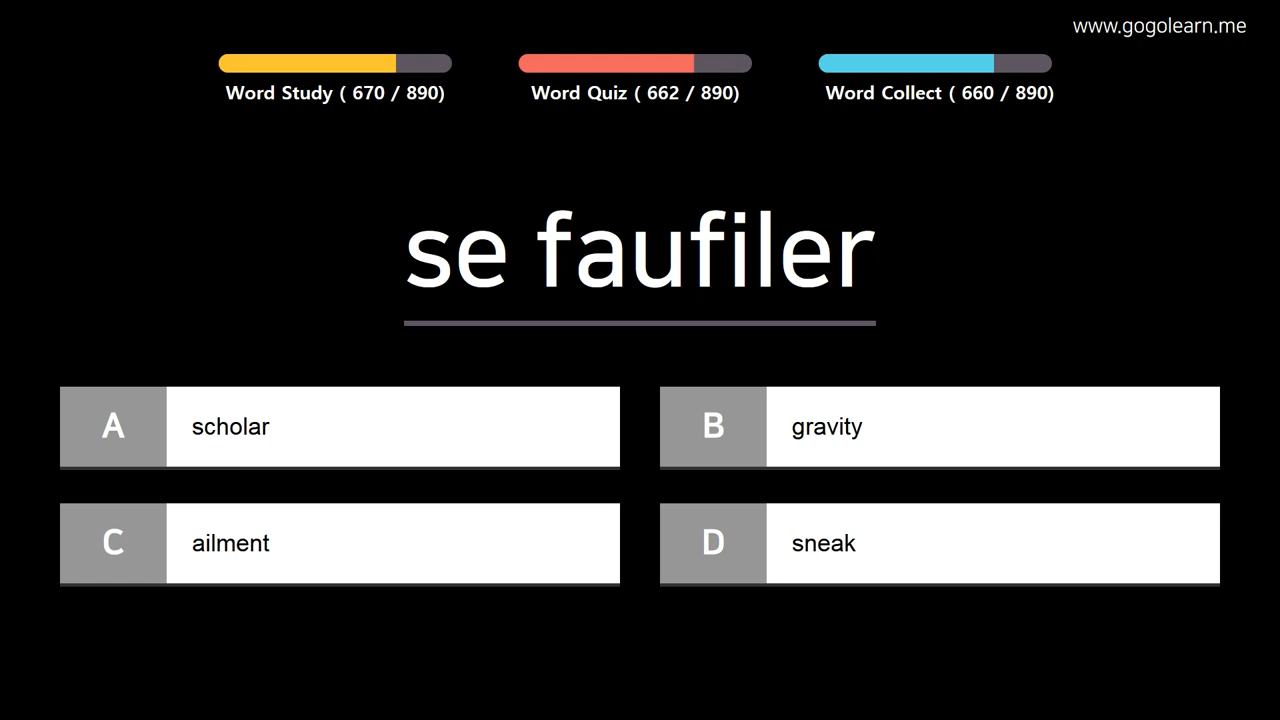 www.gogolearn.me
Word Study ( 670 / 890)
Word Quiz ( 662 / 890)
Word Collect ( 660 / 890)
se faufiler
A scholar
B gravity
C ailment
D sneak